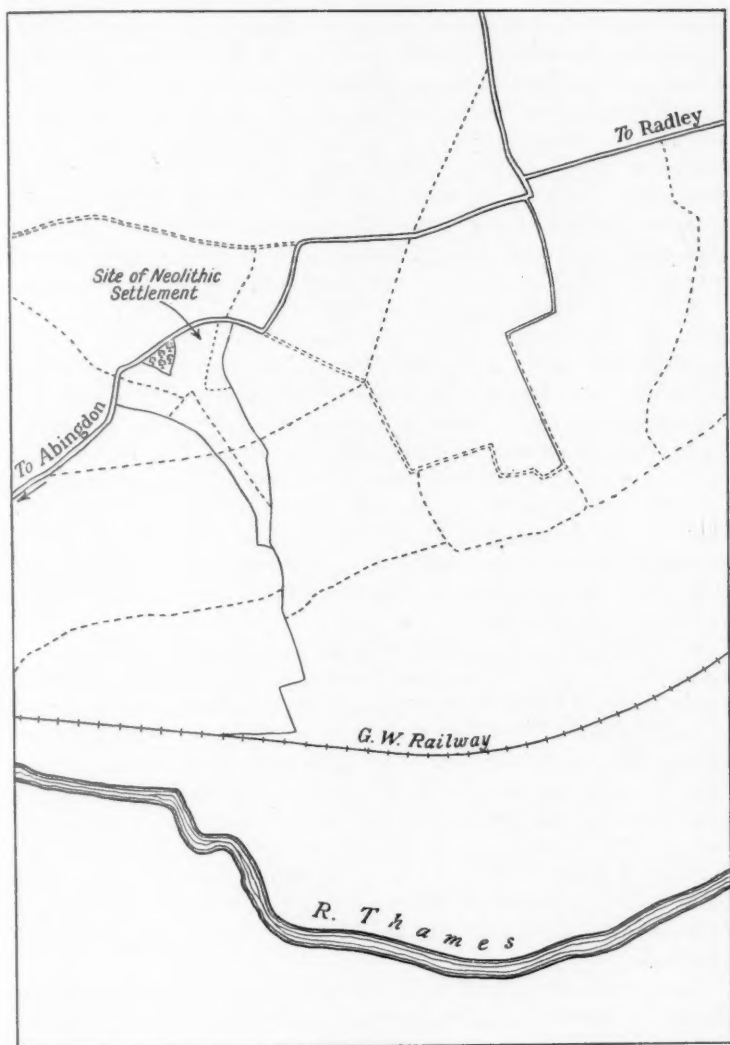 To Radley
Site of Neolithic
Settlement
To Abingdon
G.W. Railway
R. Thames